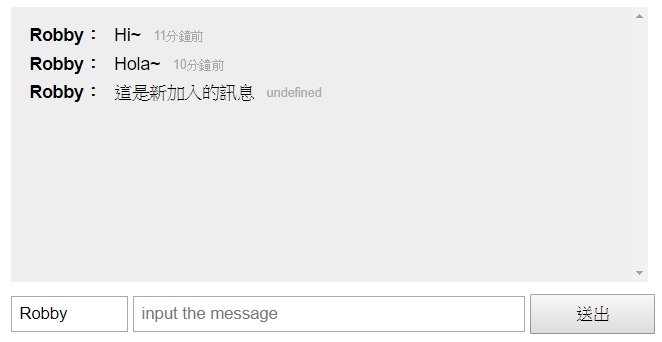 Robby： Hi~ 11分鐘前
Robby： Hola~ 10分鐘前
Robby： 這是新加入的訊息 undefined
Robby input the message 送出